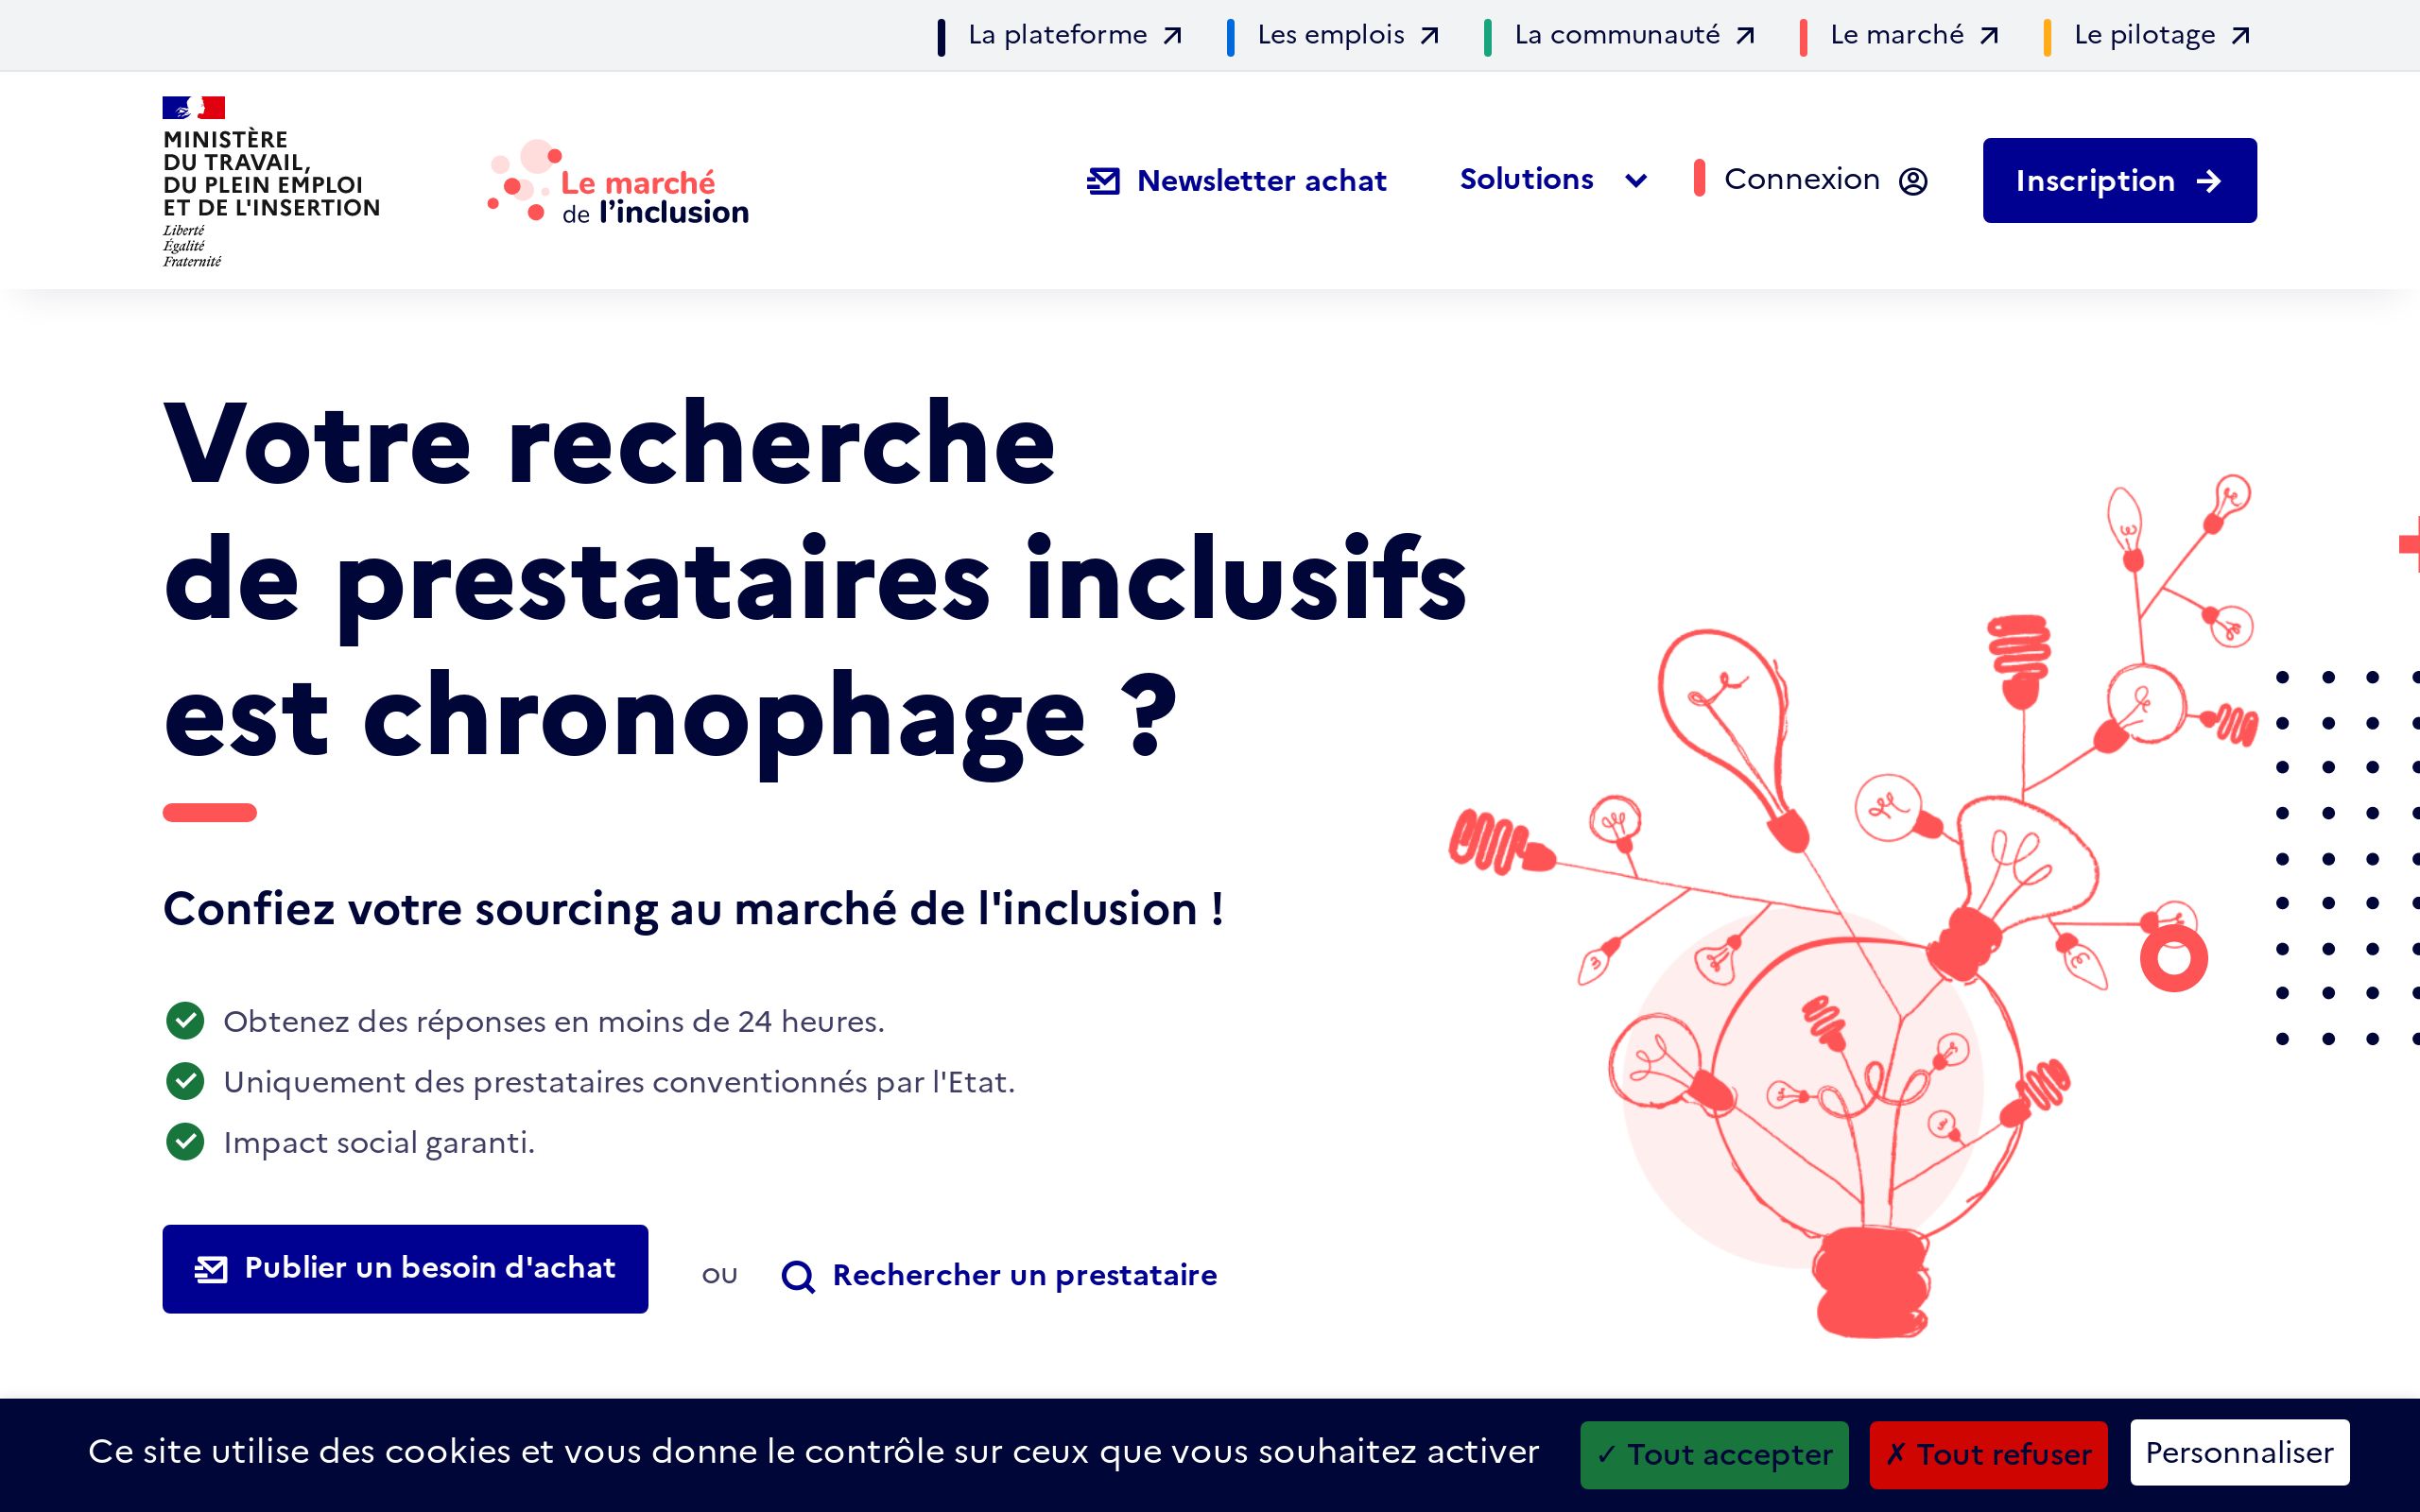 La plateforme
Les emplois
La communauté
Le marché
Le pilotage
MINISTÈRE
DU TRAVAIL,
DU PLEIN EMPLOI
ET DE L'INSERTION
Liberté
Égalité
Fraternité
Le marché
de l'inclusion
Newsletter achat
Solutions
Connexion
Inscription
Votre recherche
de prestataires inclusifs
est chronophage ?
Confiez votre sourcing au marché de l'inclusion !
Obtenez des réponses en moins de 24 heures.
Uniquement des prestataires conventionnés par l'Etat.
Impact social garanti.
Publier un besoin d'achat
ou
Rechercher un prestataire
Ce site utilise des cookies et vous donne le contrôle sur ceux que vous souhaitez activer
✓ Tout accepter
✗ Tout refuser
Personnaliser